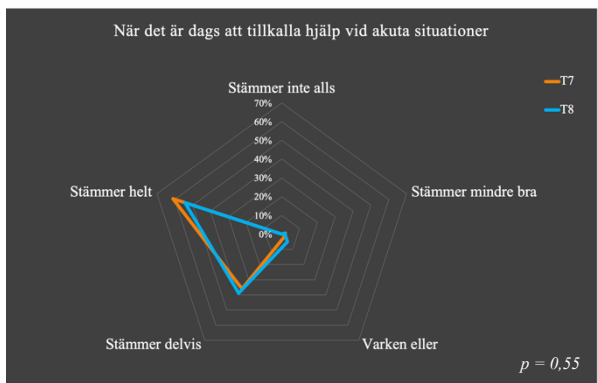 När det är dags att tillkalla hjälp vid akuta situationer
T7
T8
Stämmer inte alls
70%
60%
50%
40%
30%
20%
10%
0%
Stämmer helt
Stämmer mindre bra
Stämmer delvis
Varken eller
p = 0,55